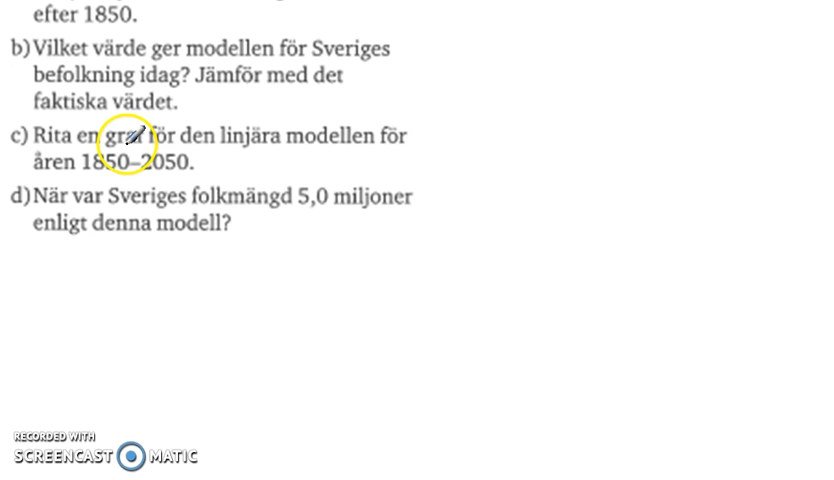 efter 1850.
b) Vilket värde ger modellen för Sveriges
befolkning idag? Jämför med det
faktiska värdet.
c) Rita en graf för den linjära modellen för
åren 1850–2050.
d) När var Sveriges folkmängd 5,0 miljoner
enligt denna modell?
RECORDED WITH
SCREENCAST MATIC